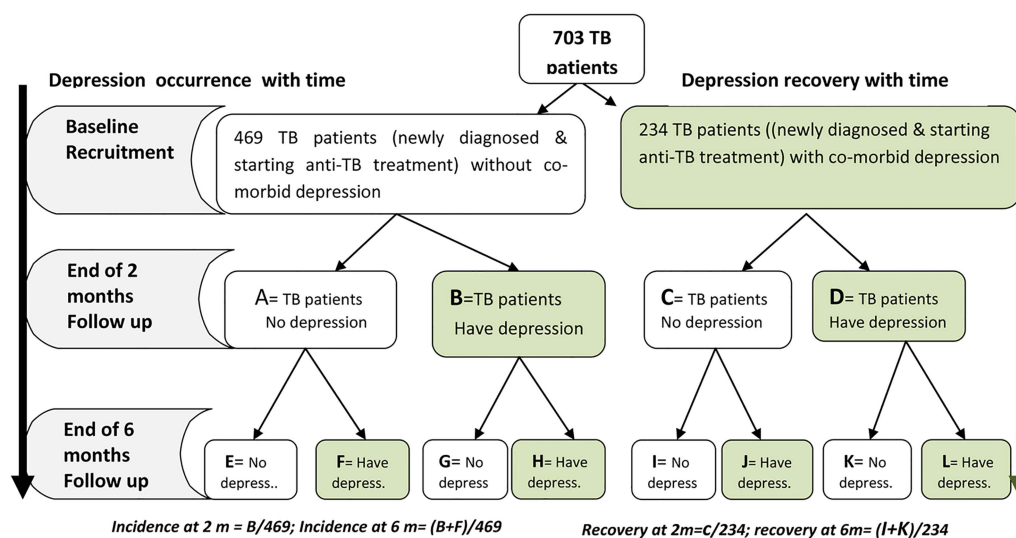 703 TB
patients
Depression occurrence with time
Depression recovery with time
Baseline
Recruitment
469 TB patients (newly diagnosed &
starting anti-TB treatment) without co-
morbid depression
234 TB patients ((newly diagnosed & starting
anti-TB treatment) with co-morbid depression
End of 2
months
Follow up
A= TB patients
No depression
B=TB patients
Have depression
C= TB patients
No depression
D= TB patients
Have depression
End of 6
months
Follow up
E= No
depress..
F= Have
depress.
G= No
depress
H= Have
depress.
I= No
depress
J= Have
depress.
K= No
depress.
L= Have
depress.
Incidence at 2 m = B/469; Incidence at 6 m= (B+F)/469
Recovery at 2m=c/234; recovery at 6m= (I+K)/234